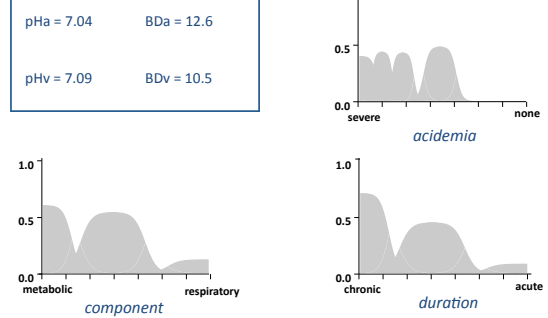 pHa = 7.04 BDa = 12.6
pHv = 7.09 BDv = 10.5
0.5
0.0
severe none
acidemia
1.0
0.5
0.0
metabolic respiratory
component
1.0
0.5
0.0
chronic acute
duration